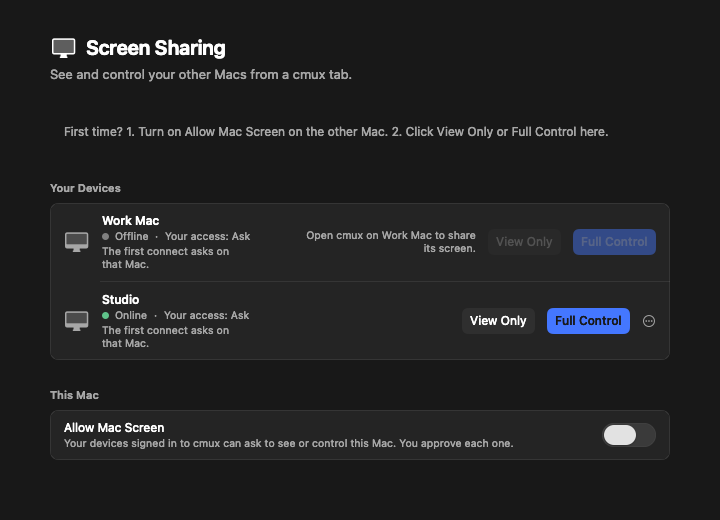 Screen Sharing
See and control your other Macs from a cmux tab.
First time? 1. Turn on Allow Mac Screen on the other Mac. 2. Click View Only or Full Control here.
Your Devices
Work Mac
Offline · Your access: Ask
The first connect asks on
that Mac.
Open cmux on Work Mac to share
its screen.
View Only
Full Control
Studio
Online · Your access: Ask
The first connect asks on
that Mac.
View Only
Full Control
This Mac
Allow Mac Screen
Your devices signed in to cmux can ask to see or control this Mac. You approve each one.